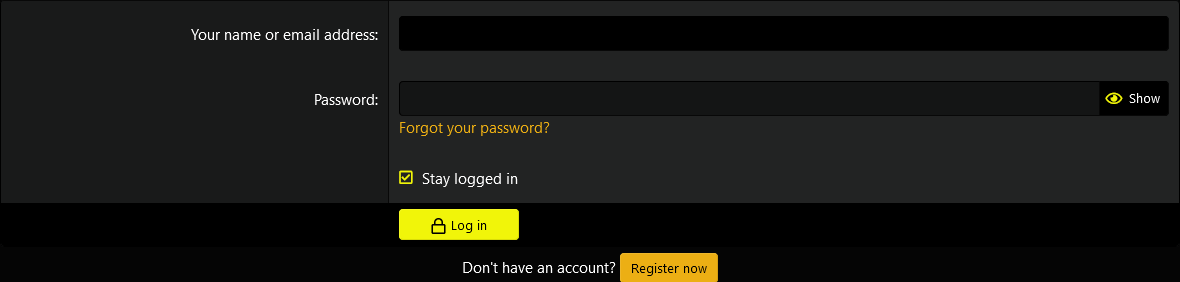 Your name or email address:
Password:
Show
Forgot your password?
Stay logged in
Log in
Don't have an account? Register now